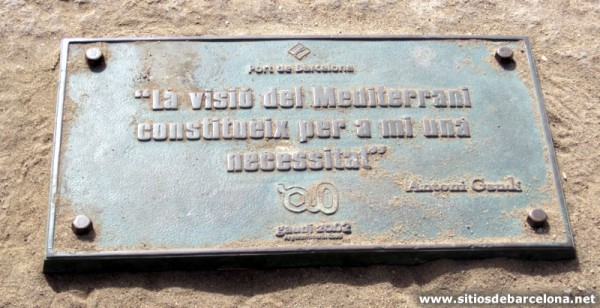 Port de Barcelona
“La visió del Mediterrani
constitueix per a mi una
necessitat”
Antoni Gaudí
gaudí 2002
www.sitiosdebarcelona.net